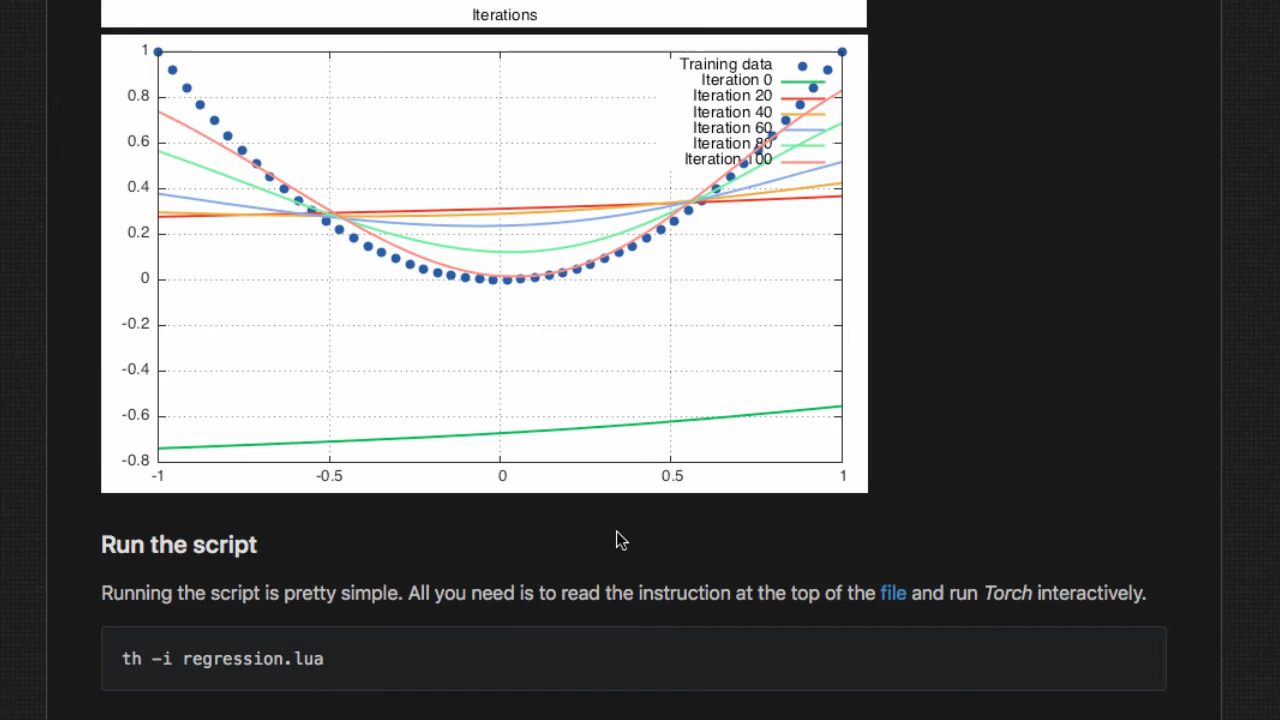 Iterations
1
0.8
0.6
0.4
0.2
0
-0.2
-0.4
-0.6
-0.8
-1
-0.5
0
0.5
1
Training data
Iteration 0
Iteration 20
Iteration 40
Iteration 60
Iteration 80
Iteration 100
Run the script
Running the script is pretty simple. All you need is to read the instruction at the top of the file and run Torch interactively.
th -i regression.lua